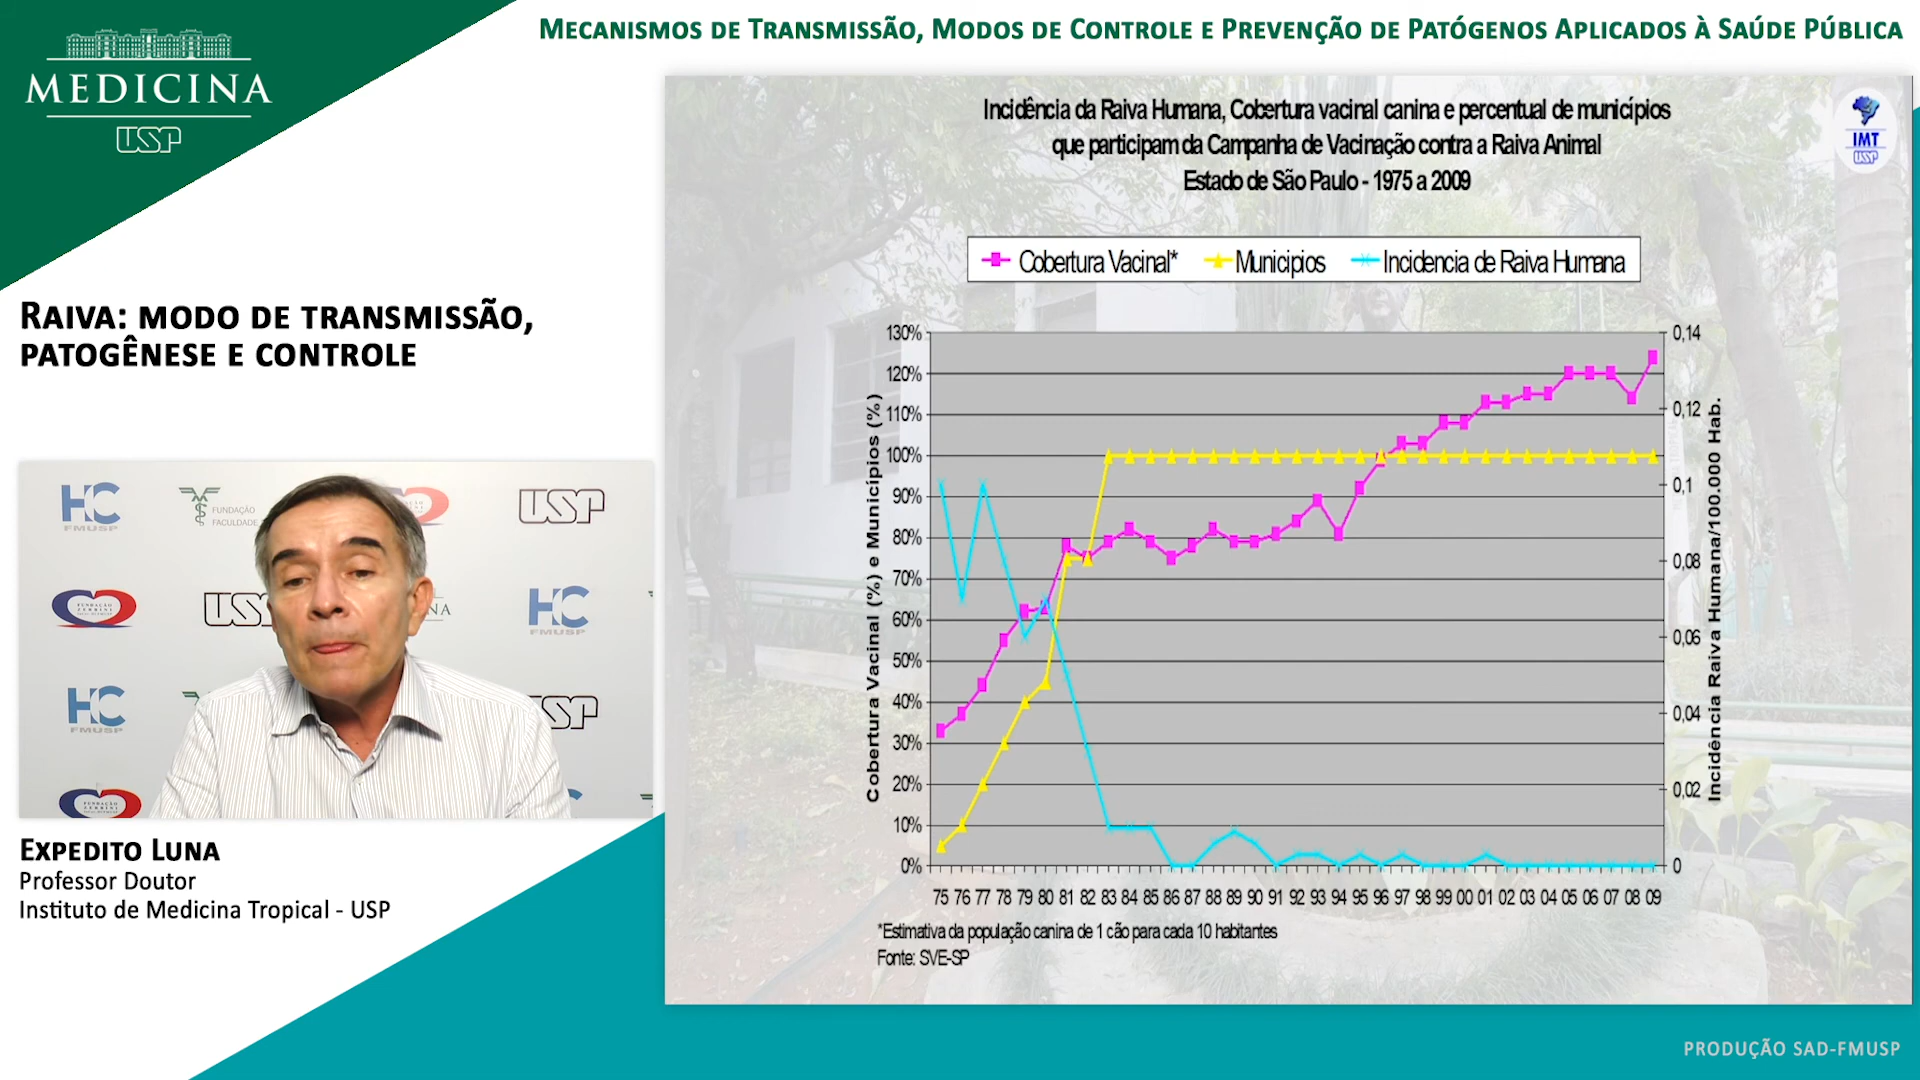 MEDICINA
USP
MECANISMOS DE TRANSMISSÃO, MODOS DE CONTROLE E PREVENÇÃO DE PATÓGENOS APLICADOS À SAÚDE PÚBLICA
RAIVA: MODO DE TRANSMISSÃO,
PATOGÊNESE E CONTROLE
HC
FMUSP
FUNDAÇÃO
FACULDADE
USP
FUNDAÇÃO
ZERBINI
HC
FMUSP
HC
FMUSP
FUNDAÇÃO
ZERBINI
EXPEDITO LUNA
Professor Doutor
Instituto de Medicina Tropical - USP
Incidência da Raiva Humana, Cobertura vacinal canina e percentual de municípios
que participam da Campanha de Vacinação contra a Raiva Animal
Estado de São Paulo - 1975 a 2009
IMT
USP
Cobertura Vacinal* Municipios Incidencia de Raiva Humana
Cobertura Vacinal (%) e Municípios (%)
130%
120%
110%
100%
90%
80%
70%
60%
50%
40%
30%
20%
10%
0%
0,14
0,12
0,1
0,08
0,06
0,04
0,02
0
Incidência Raiva Humana/100.000 Hab.
75 76 77 78 79 80 81 82 83 84 85 86 87 88 89 90 91 92 93 94 95 96 97 98 99 00 01 02 03 04 05 06 07 08 09
*Estimativa da população canina de 1 cão para cada 10 habitantes
Fonte: SVE-SP
PRODUÇÃO SAD-FMUSP